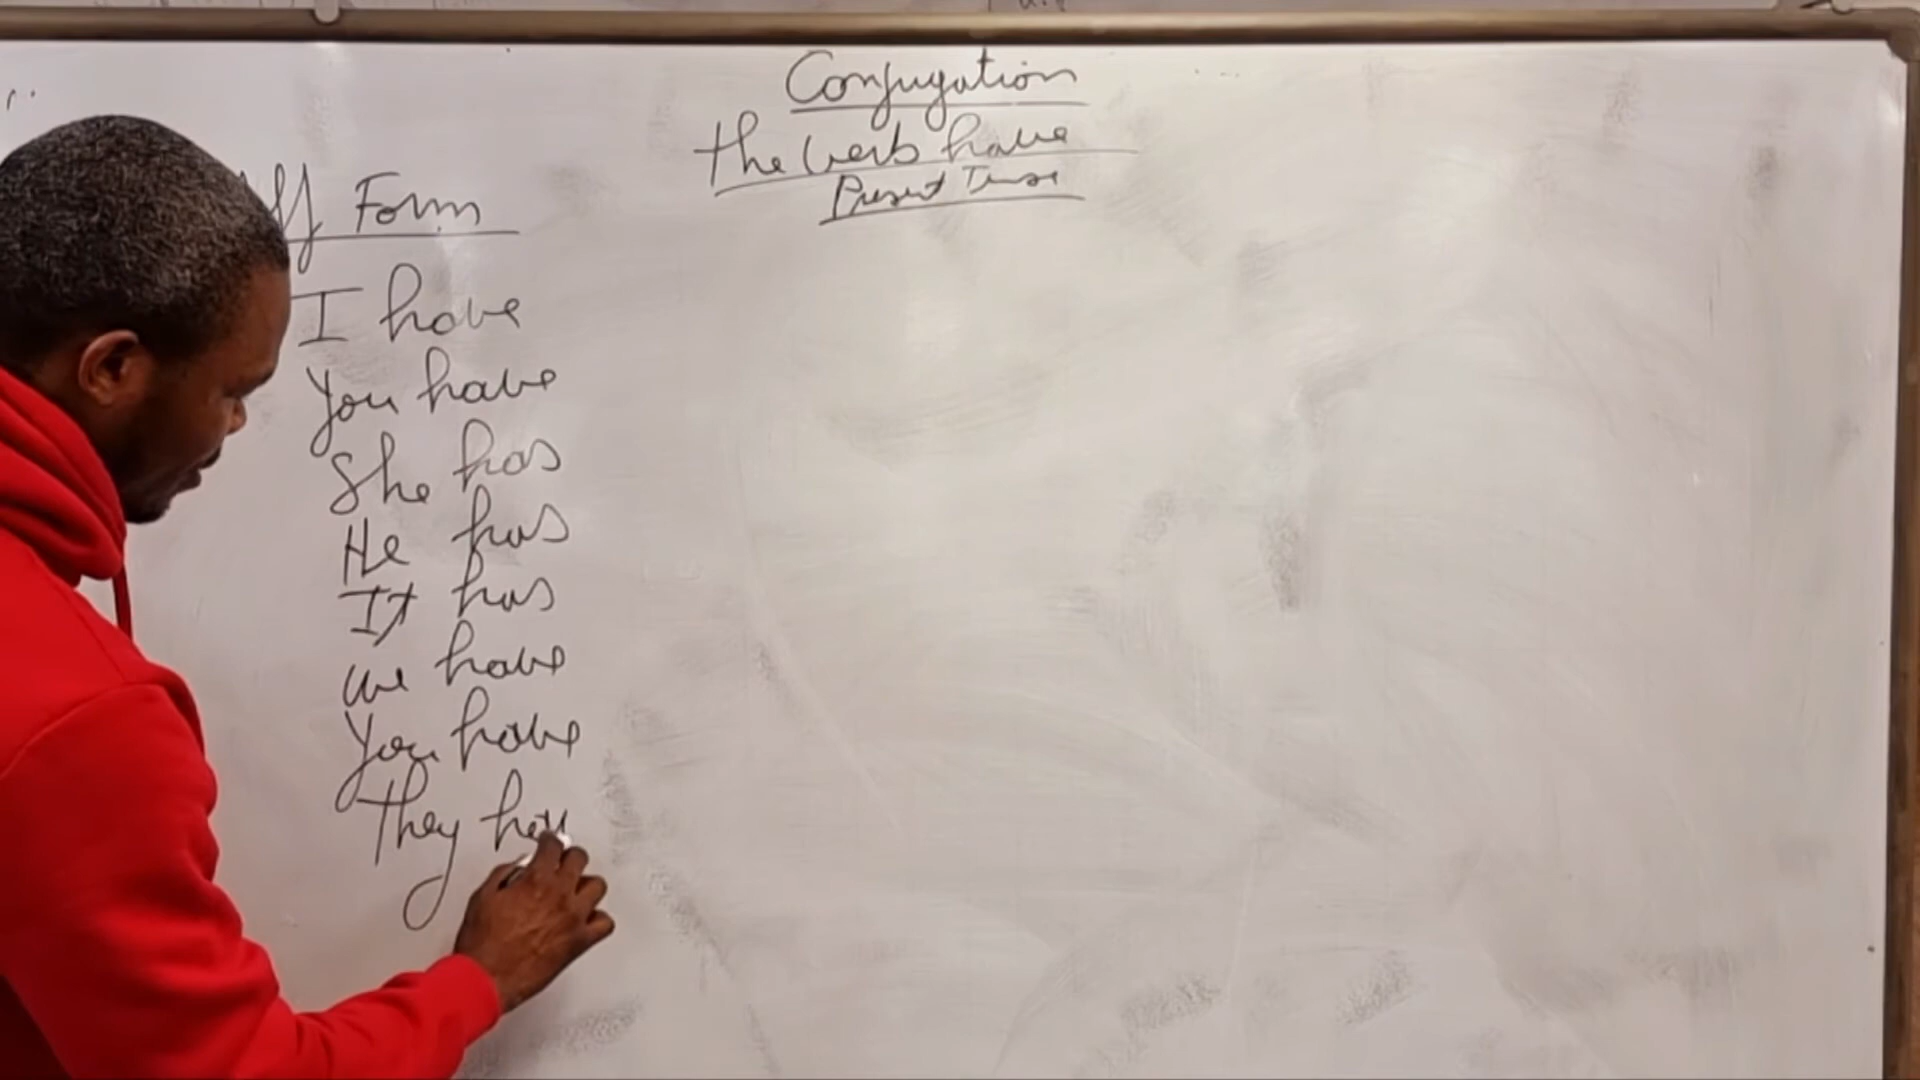 Conjugation
the verb have
Present Tense
Aff Form
I have
You have
She has
He has
It has
we have
You have
They hav